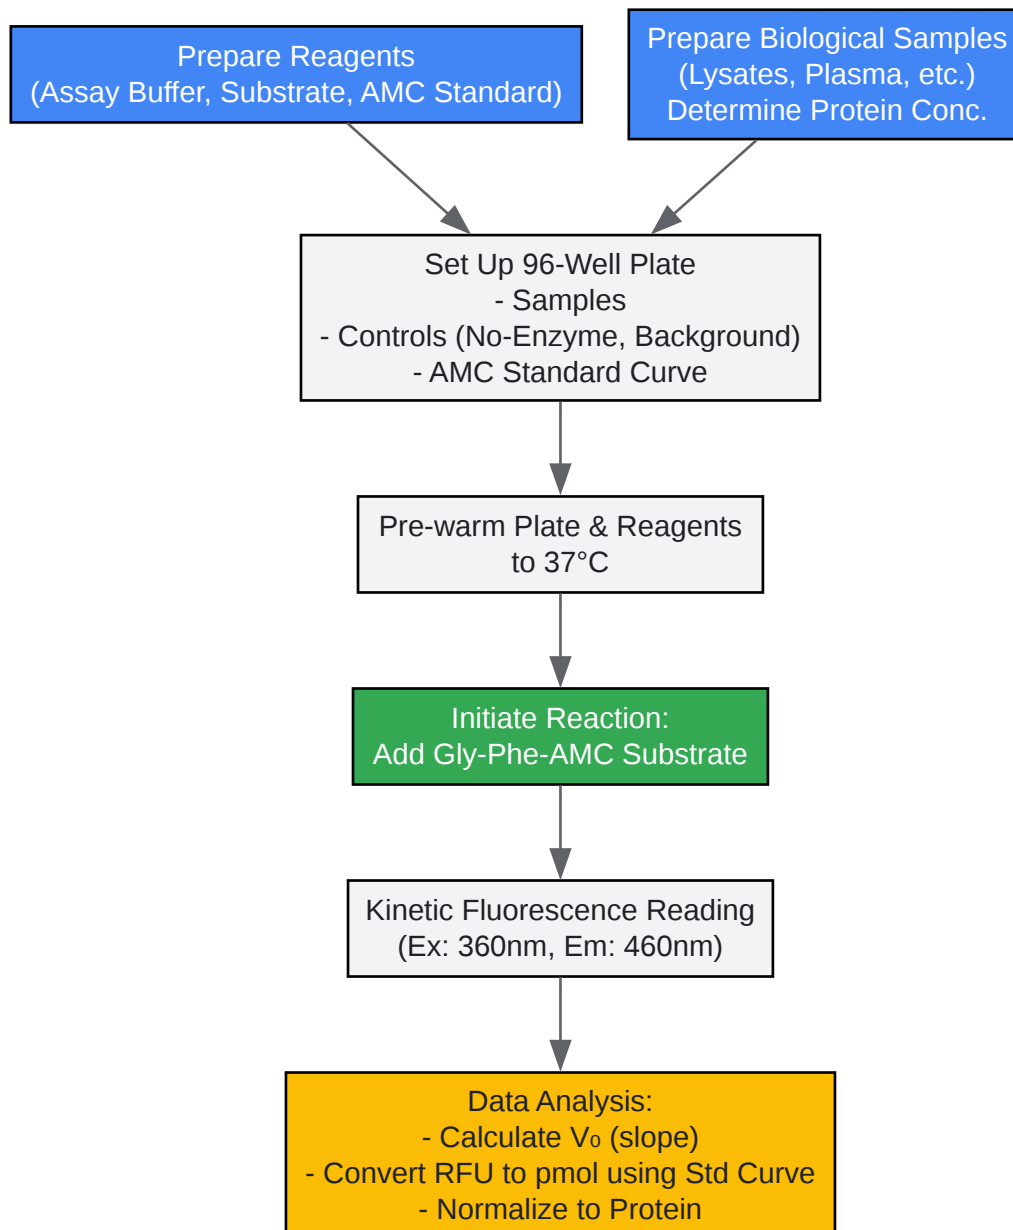 Prepare Reagents
(Assay Buffer, Substrate, AMC Standard)
Prepare Biological Samples
(Lysates, Plasma, etc.)
Determine Protein Conc.
Set Up 96-Well Plate
- Samples
- Controls (No-Enzyme, Background)
- AMC Standard Curve
Pre-warm Plate & Reagents
to 37°C
Initiate Reaction:
Add Gly-Phe-AMC Substrate
Kinetic Fluorescence Reading
(Ex: 360nm, Em: 460nm)
Data Analysis:
- Calculate V₀ (slope)
- Convert RFU to pmol using Std Curve
- Normalize to Protein